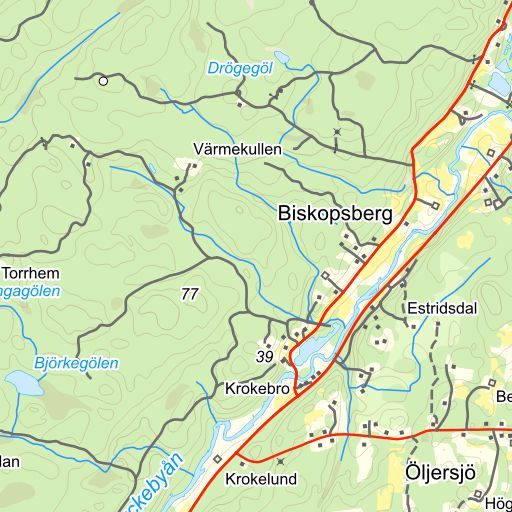 Drögegöl
Värmekullen
Biskopsberg
Torrhem
77
Estridsdal
39
Björkegölen
Krokebro
Öljersjö
Krokelund